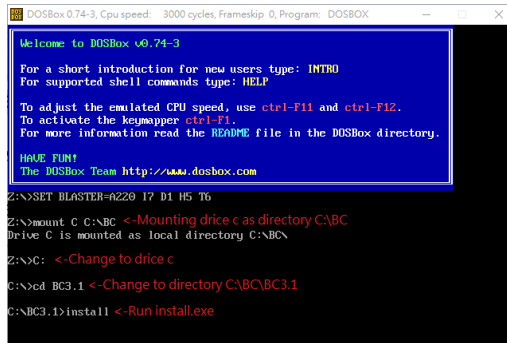 DOSBox 0.74-3, Cpu speed: 3000 cycles, Frameskip 0, Program: DOSBOX
Welcome to DOSBox v0.74-3
For a short introduction for new users type: INTRO
For supported shell commands type: HELP
To adjust the emulated CPU speed, use ctrl-F11 and ctrl-F12.
To activate the keymapper ctrl-F1.
For more information read the README file in the DOSBox directory.
HAVE FUN!
The DOSBox Team http://www.dosbox.com
Z:\>SET BLASTER=A220 I7 D1 H5 T6
Z:\>mount C C:\BC <-Mounting drice c as directory C:\BC
Drive C is mounted as local directory C:\BC\
Z:\>C: <-Change to drice c
C:\>cd BC3.1 <-Change to directory C:\BC\BC3.1
C:\BC3.1>install <-Run install.exe